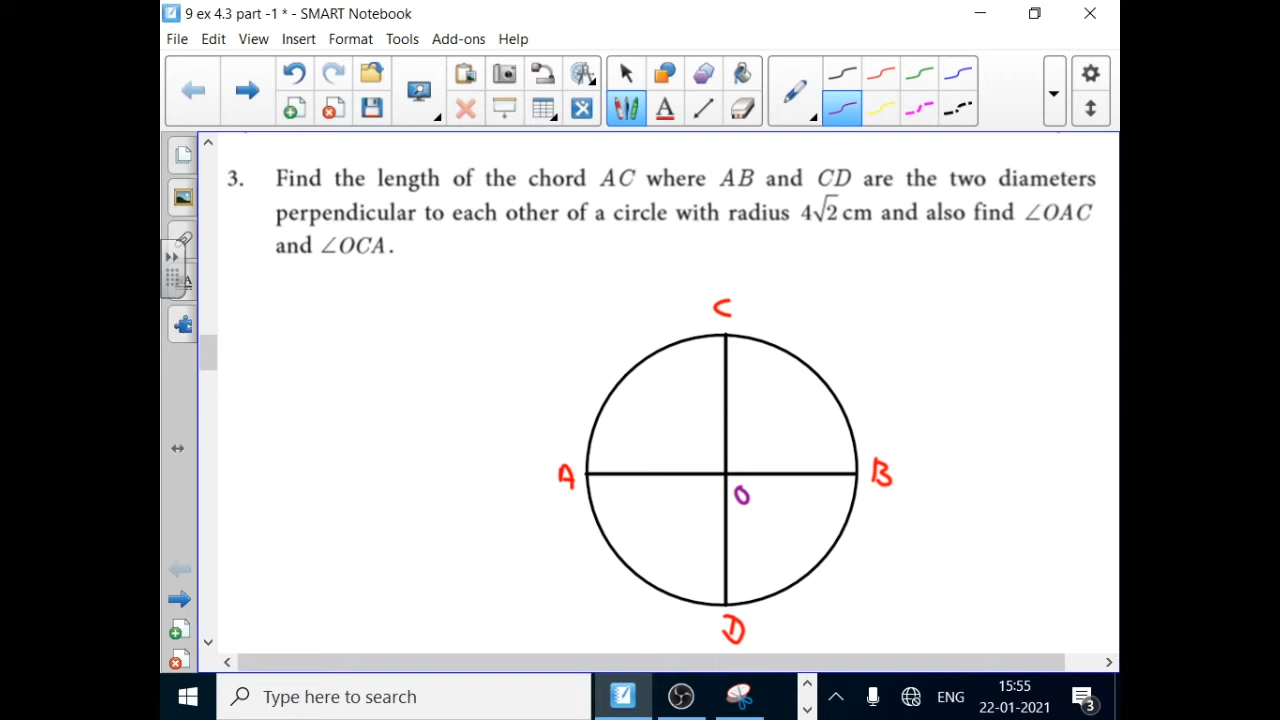 9 ex 4.3 part -1 * - SMART Notebook
File Edit View Insert Format Tools Add-ons Help
3. Find the length of the chord AC where AB and CD are the two diameters
perpendicular to each other of a circle with radius 4√2 cm and also find ∠OAC
and ∠OCA.
C
A
B
O
D
Type here to search
ENG
15:55
22-01-2021
3